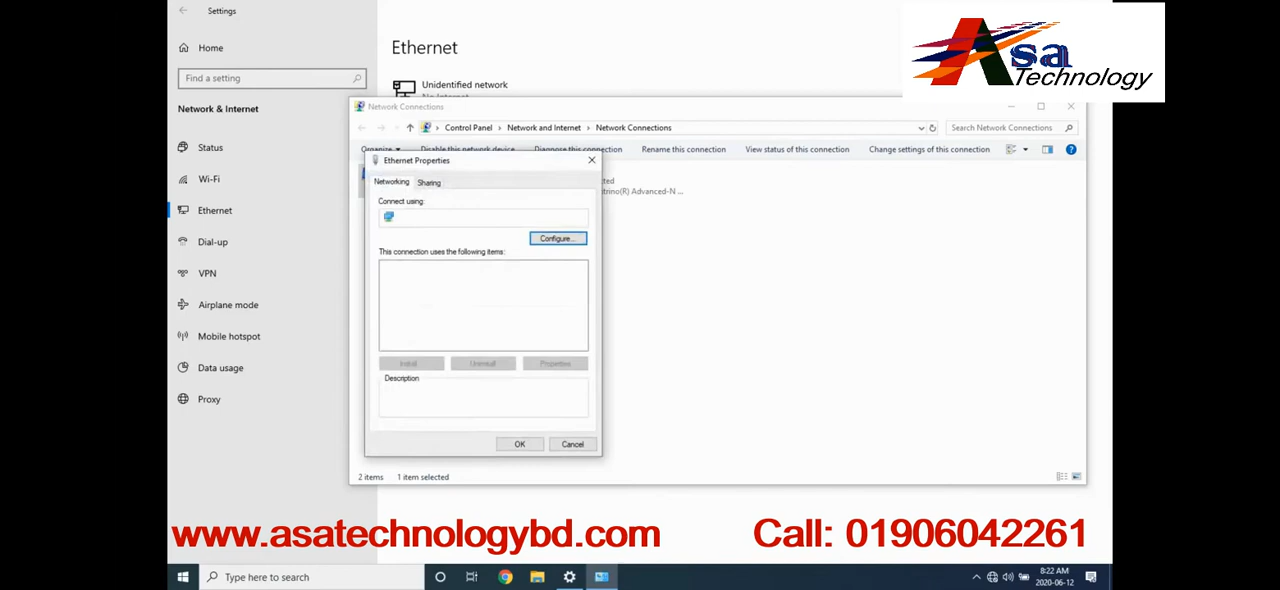 Settings
Home
Find a setting
Network & Internet
Status
Wi-Fi
Ethernet
Dial-up
VPN
Airplane mode
Mobile hotspot
Data usage
Proxy
Ethernet
Unidentified network
No Internet
Asa
Technology
Network Connections
Control Panel > Network and Internet > Network Connections
Search Network Connections
Organize Disable this network device Diagnose this connection Rename this connection View status of this connection Change settings of this connection
Ethernet Properties
Networking Sharing
Connect using:
Configure...
This connection uses the following items:
Install... Uninstall Properties
Description
OK Cancel
Advanced-N ...
2 items 1 item selected
www.asatechnologybd.com Call: 01906042261
Type here to search
8:22 AM
2020-06-12